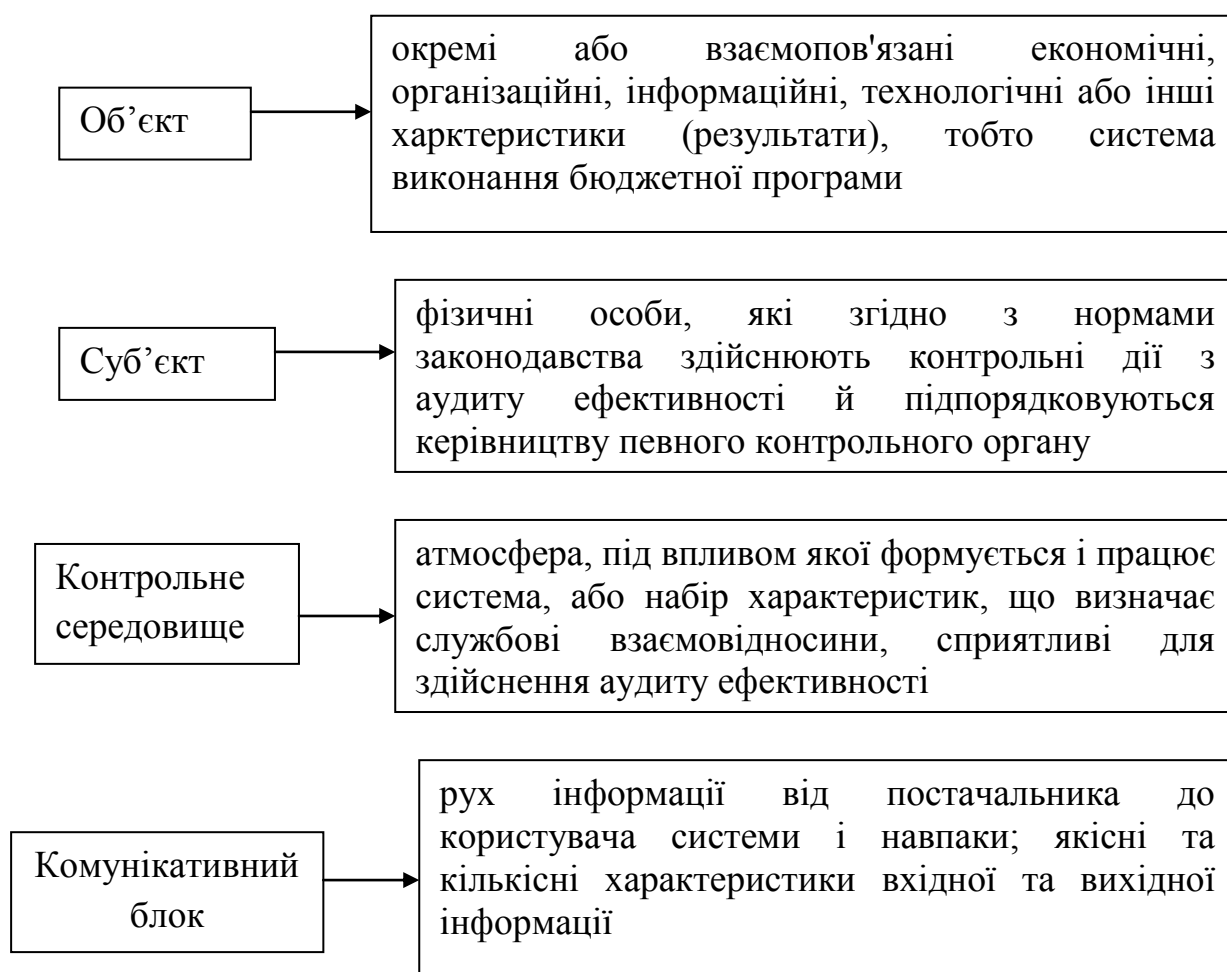 Об’єкт
окремі або взаємопов'язані економічні,
організаційні, інформаційні, технологічні або інші
харктеристики (результати), тобто система
виконання бюджетної програми
Суб’єкт
фізичні особи, які згідно з нормами
законодавства здійснюють контрольні дії з
аудиту ефективності й підпорядковуються
керівництву певного контрольного органу
Контрольне
середовище
атмосфера, під впливом якої формується і працює
система, або набір характеристик, що визначає
службові взаємовідносини, сприятливі для
здійснення аудиту ефективності
Комунікативний
блок
рух інформації від постачальника до
користувача системи і навпаки; якісні та
кількісні характеристики вхідної та вихідної
інформації